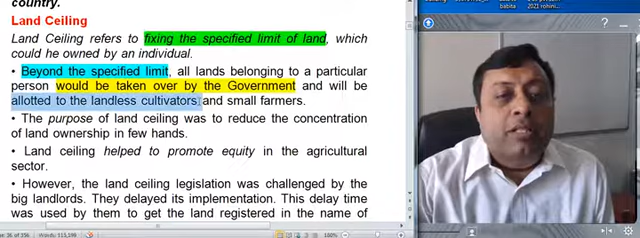 country.
Land Ceiling
Land Ceiling refers to fixing the specified limit of land, which
could he owned by an individual.
• Beyond the specified limit, all lands belonging to a particular
person would be taken over by the Government and will be
allotted to the landless cultivators and small farmers.
• The purpose of land ceiling was to reduce the concentration
of land ownership in few hands.
• Land ceiling helped to promote equity in the agricultural
sector.
• However, the land ceiling legislation was challenged by the
big landlords. They delayed its implementation. This delay time
was used by them to get the land registered in the name of
babita
2021 rohini...